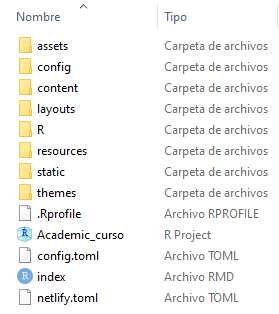 Nombre Tipo
assets Carpeta de archivos
config Carpeta de archivos
content Carpeta de archivos
layouts Carpeta de archivos
R Carpeta de archivos
resources Carpeta de archivos
static Carpeta de archivos
themes Carpeta de archivos
.Rprofile Archivo RPROFILE
Academic_curso R Project
config.toml Archivo TOML
index Archivo RMD
netlify.toml Archivo TOML